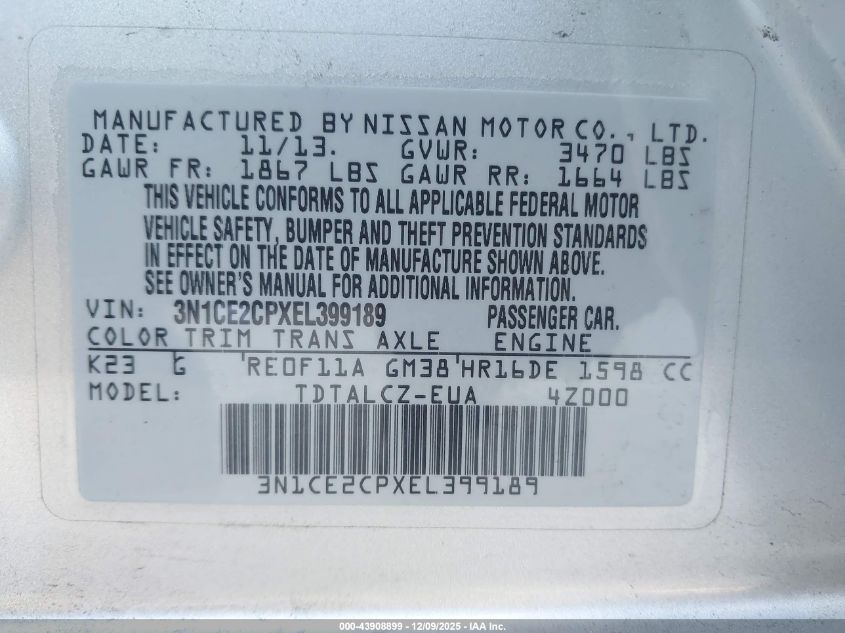 MANUFACTURED BY NISSAN MOTOR CO., LTD.
DATE: 11/13. GVWR: 3470 LBS
GAWR FR: 1867 LBS GAWR RR: 1664 LBS
THIS VEHICLE CONFORMS TO ALL APPLICABLE FEDERAL MOTOR
VEHICLE SAFETY, BUMPER AND THEFT PREVENTION STANDARDS
IN EFFECT ON THE DATE OF MANUFACTURE SHOWN ABOVE.
SEE OWNER'S MANUAL FOR ADDITIONAL INFORMATION.
VIN: 3N1CE2CPXEL399189 PASSENGER CAR.
COLOR TRIM TRANS AXLE ENGINE
K23 G RE0F11A GM38 HR16DE 1598 CC
MODEL: TDTALCZ-EUA 4Z000
3N1CE2CPXEL399189
000-43908899 - 12/09/2025 - IAA Inc.